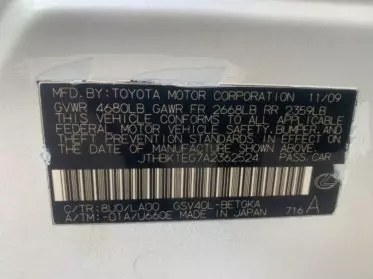 MFD. BY: TOYOTA MOTOR CORPORATION 11/09
GVWR 4680LB GAWR FR 2668LB RR 2359LB
THIS VEHICLE CONFORMS TO ALL APPLICABLE FEDERAL
MOTOR VEHICLE SAFETY, BUMPER, AND
THEFT PREVENTION STANDARDS IN EFFECT ON
THE DATE OF MANUFACTURE SHOWN ABOVE.
JTHBK1EG7A2362524 PASS. CAR
C/TR: 8U0/LA00 GSV40L-BETGKA
A/TM: -01A/U660E MADE IN JAPAN 716 A